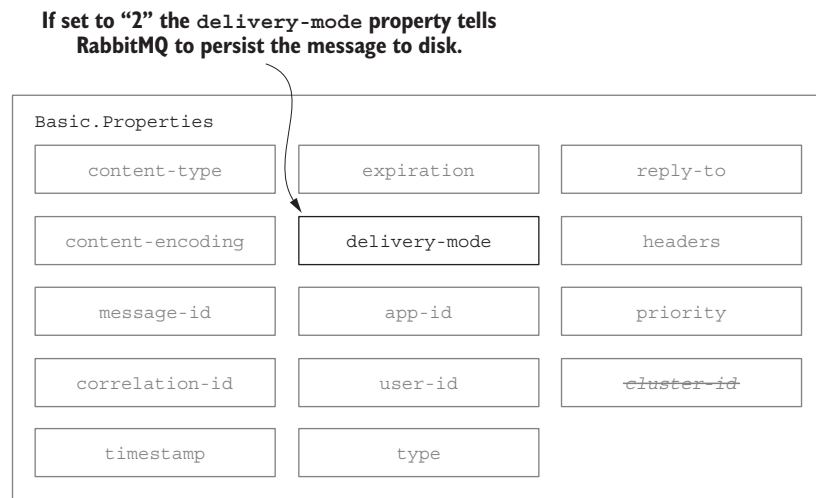 If set to “2” the delivery-mode property tells
RabbitMQ to persist the message to disk.
Basic.Properties
content-type expiration reply-to
content-encoding delivery-mode headers
message-id app-id priority
correlation-id user-id cluster-id
timestamp type